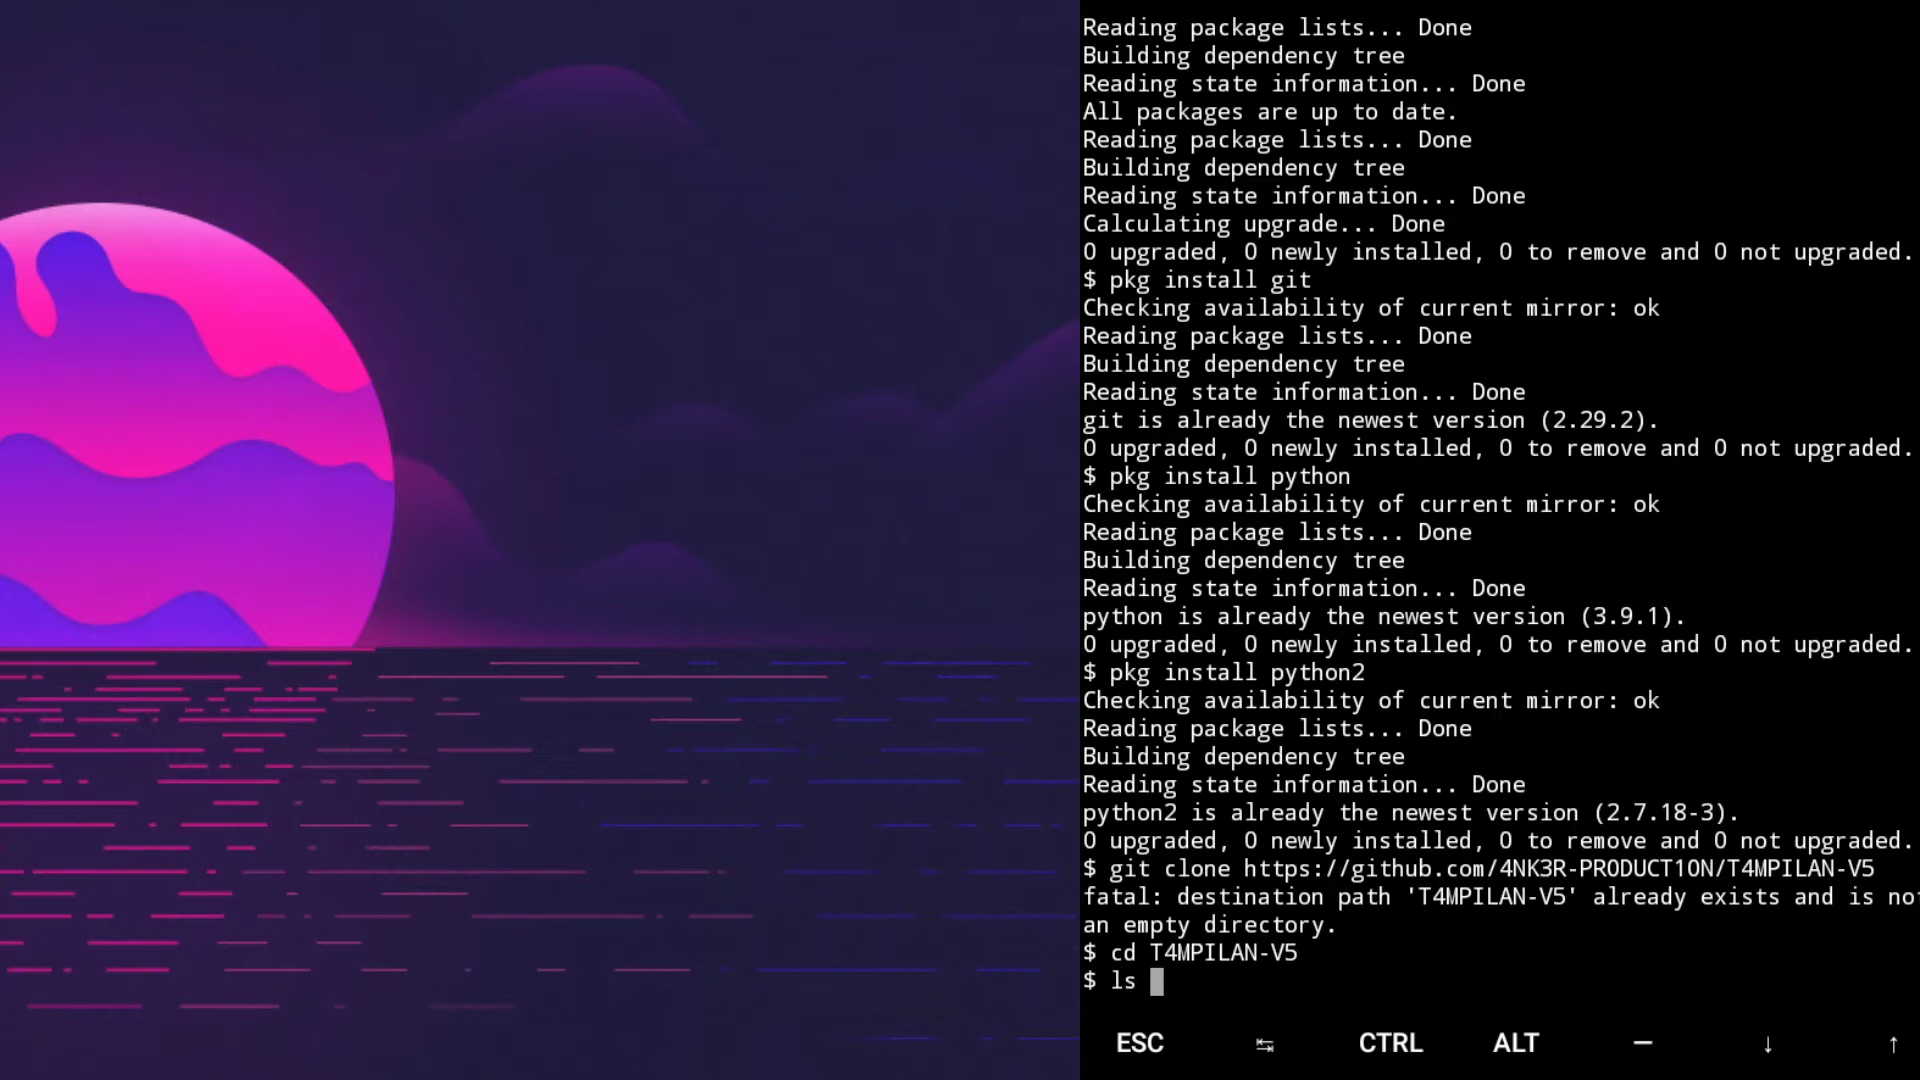 Reading package lists... Done
Building dependency tree
Reading state information... Done
All packages are up to date.
Reading package lists... Done
Building dependency tree
Reading state information... Done
Calculating upgrade... Done
0 upgraded, 0 newly installed, 0 to remove and 0 not upgraded.
$ pkg install git
Checking availability of current mirror: ok
Reading package lists... Done
Building dependency tree
Reading state information... Done
git is already the newest version (2.29.2).
0 upgraded, 0 newly installed, 0 to remove and 0 not upgraded.
$ pkg install python
Checking availability of current mirror: ok
Reading package lists... Done
Building dependency tree
Reading state information... Done
python is already the newest version (3.9.1).
0 upgraded, 0 newly installed, 0 to remove and 0 not upgraded.
$ pkg install python2
Checking availability of current mirror: ok
Reading package lists... Done
Building dependency tree
Reading state information... Done
python2 is already the newest version (2.7.18-3).
0 upgraded, 0 newly installed, 0 to remove and 0 not upgraded.
$ git clone https://github.com/4NK3R-PRODUCT1ON/T4MPILAN-V5
fatal: destination path 'T4MPILAN-V5' already exists and is not
an empty directory.
$ cd T4MPILAN-V5
$ ls
ESC ↹ CTRL ALT — ↓ ↑